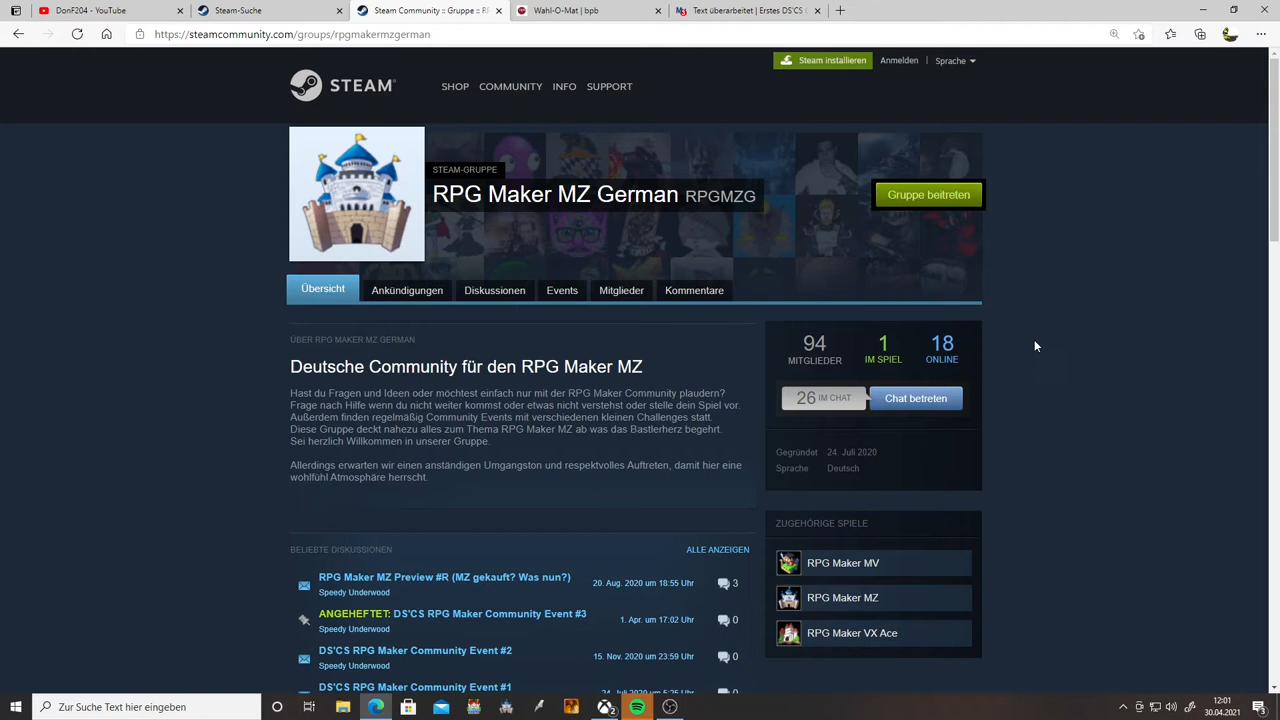 DonFox2 - YouTube
Steam Suche
Steam Community :: Gruppe :: RP
Mal-O-Matic | bpb
Erstes DS'CS
https://steamcommunity.com/groups/rpgmakermzgerman
Steam installieren
Anmelden | Sprache
STEAM
SHOP COMMUNITY INFO SUPPORT
STEAM-GRUPPE
RPG Maker MZ German RPGMZG
Gruppe beitreten
Übersicht Ankündigungen Diskussionen Events Mitglieder Kommentare
ÜBER RPG MAKER MZ GERMAN
Deutsche Community für den RPG Maker MZ
Hast du Fragen und Ideen oder möchtest einfach nur mit der RPG Maker Community plaudern?
Frage nach Hilfe wenn du nicht weiter kommst oder etwas nicht verstehst oder stelle dein Spiel vor.
Außerdem finden regelmäßig Community Events mit verschiedenen kleinen Challenges statt.
Diese Gruppe deckt nahezu alles zum Thema RPG Maker MZ ab was das Bastlerherz begehrt.
Sei herzlich Willkommen in unserer Gruppe.
Allerdings erwarten wir einen anständigen Umgangston und respektvolles Auftreten, damit hier eine
wohlfühl Atmosphäre herrscht.
94 1 18
MITGLIEDER IM SPIEL ONLINE
26 IM CHAT Chat betreten
Gegründet 24. Juli 2020
Sprache Deutsch
ZUGEHÖRIGE SPIELE
RPG Maker MV
RPG Maker MZ
RPG Maker VX Ace
BELIEBTE DISKUSSIONEN ALLE ANZEIGEN
RPG Maker MZ Preview #R (MZ gekauft? Was nun?) 20. Aug. 2020 um 18:55 Uhr 3
Speedy Underwood
ANGEHEFTET: DS'CS RPG Maker Community Event #3 1. Apr. um 17:02 Uhr 0
Speedy Underwood
DS'CS RPG Maker Community Event #2 15. Nov. 2020 um 23:59 Uhr 0
Speedy Underwood
DS'CS RPG Maker Community Event #1
Zur Suche Text hier eingeben
2
12:01
30.04.2021